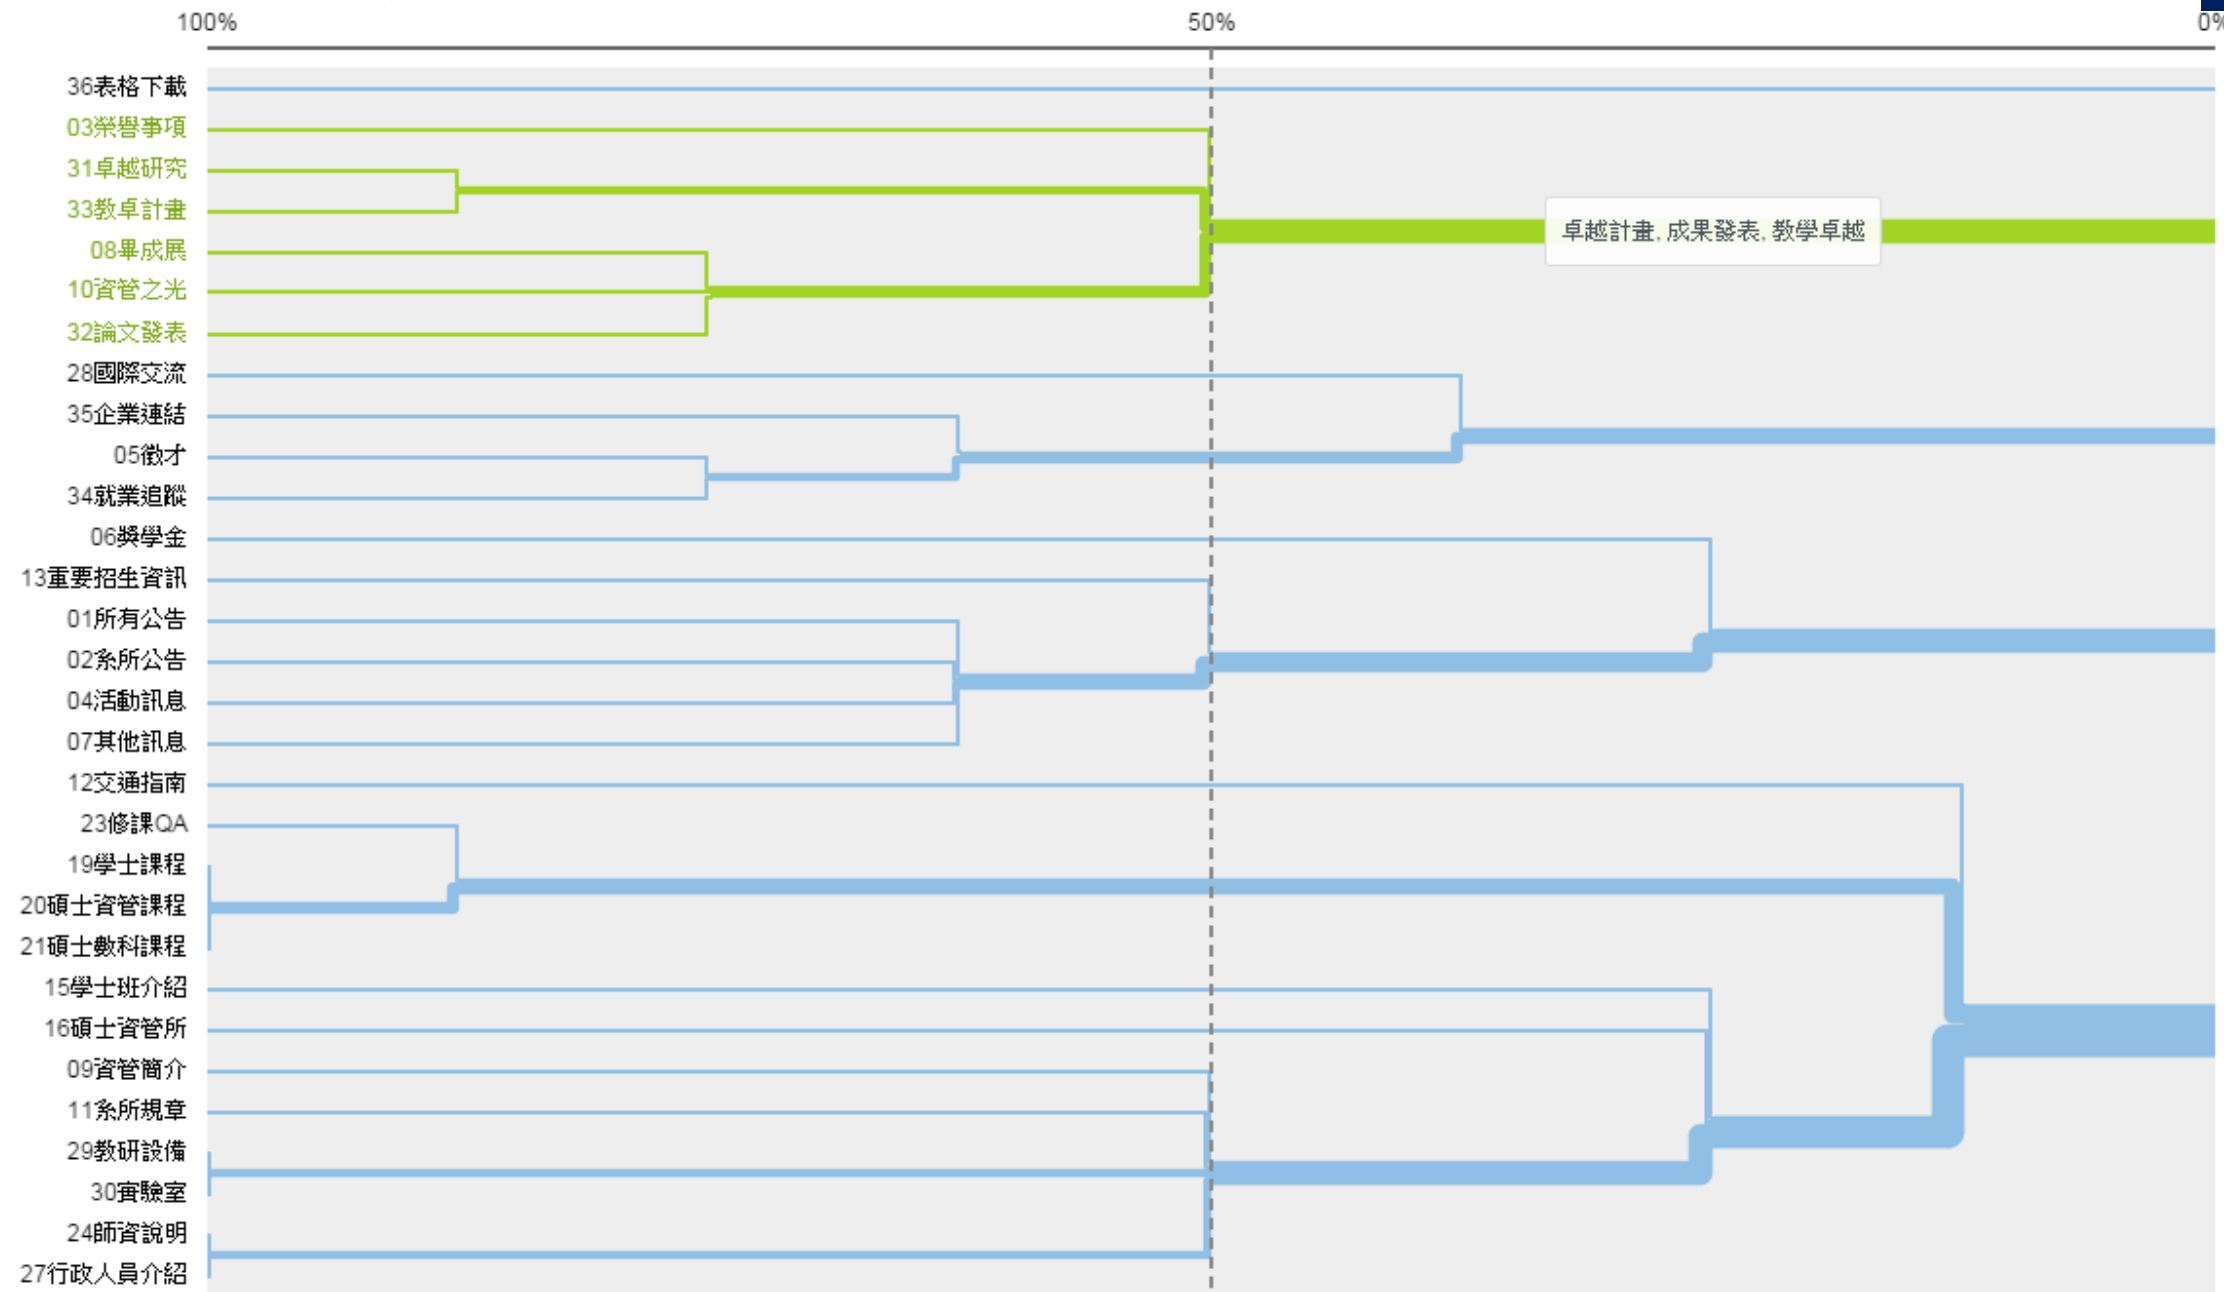 100% 50% 0%
36表格下載
03榮譽事項
31卓越研究
33教卓計畫
卓越計畫, 成果發表, 教學卓越
08畢成展
10資管之光
32論文發表
28國際交流
35企業連結
05徵才
34就業追蹤
06獎學金
13重要招生資訊
01所有公告
02系所公告
04活動訊息
07其他訊息
12交通指南
23修課QA
19學士課程
20碩士資管課程
21碩士數科課程
15學士班介紹
16碩士資管所
09資管簡介
11系所規章
29教研設備
30實驗室
24師資說明
27行政人員介紹